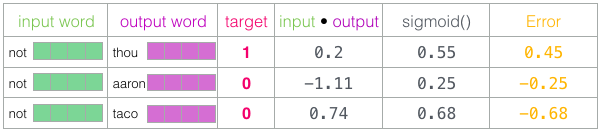 input word output word target input • output sigmoid() Error
not thou 1 0.2 0.55 0.45
not aaron 0 -1.11 0.25 -0.25
not taco 0 0.74 0.68 -0.68